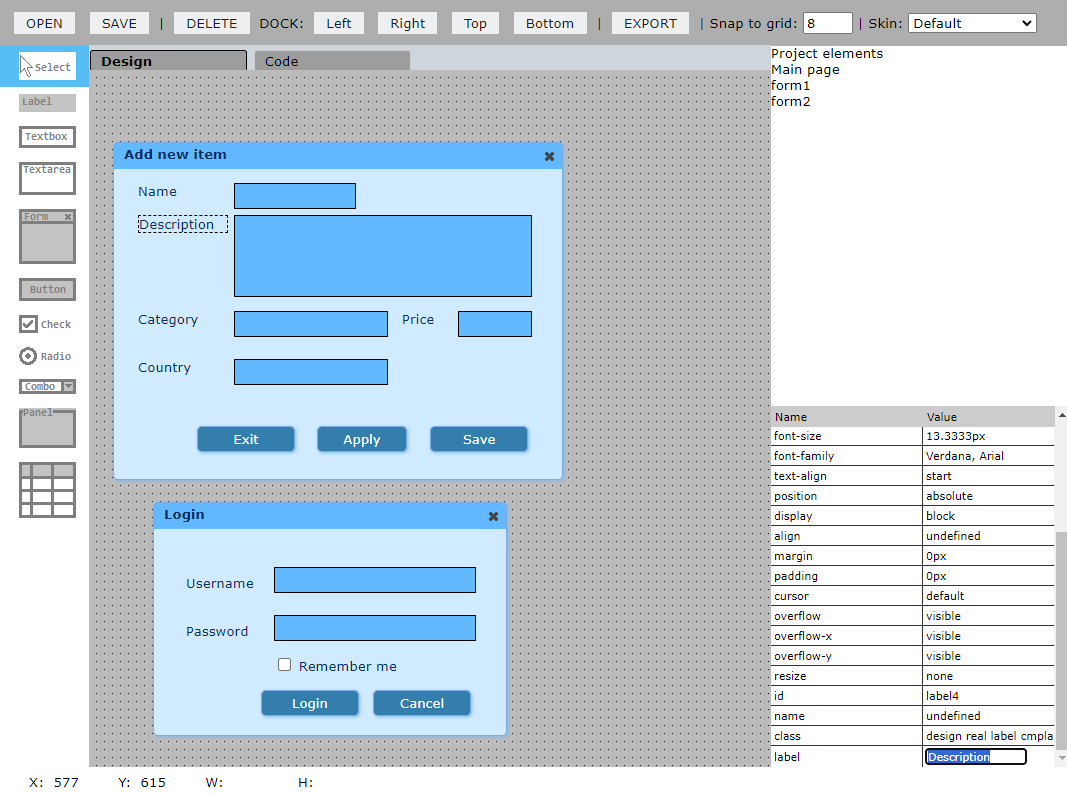 OPEN SAVE | DELETE DOCK: Left Right Top Bottom | EXPORT | Snap to grid: 8 | Skin: Default
Select
Label
Textbox
Textarea
Form
Button
Check
Radio
Combo
Panel
Design Code
Add new item
Name
Description
Category Price
Country
Exit Apply Save
Login
Username
Password
Remember me
Login Cancel
Project elements
Main page
form1
form2
Name Value
font-size 13.3333px
font-family Verdana, Arial
text-align start
position absolute
display block
align undefined
margin 0px
padding 0px
cursor default
overflow visible
overflow-x visible
overflow-y visible
resize none
id label4
name undefined
class design real label cmpla
label Description
X: 577 Y: 615 W: H: